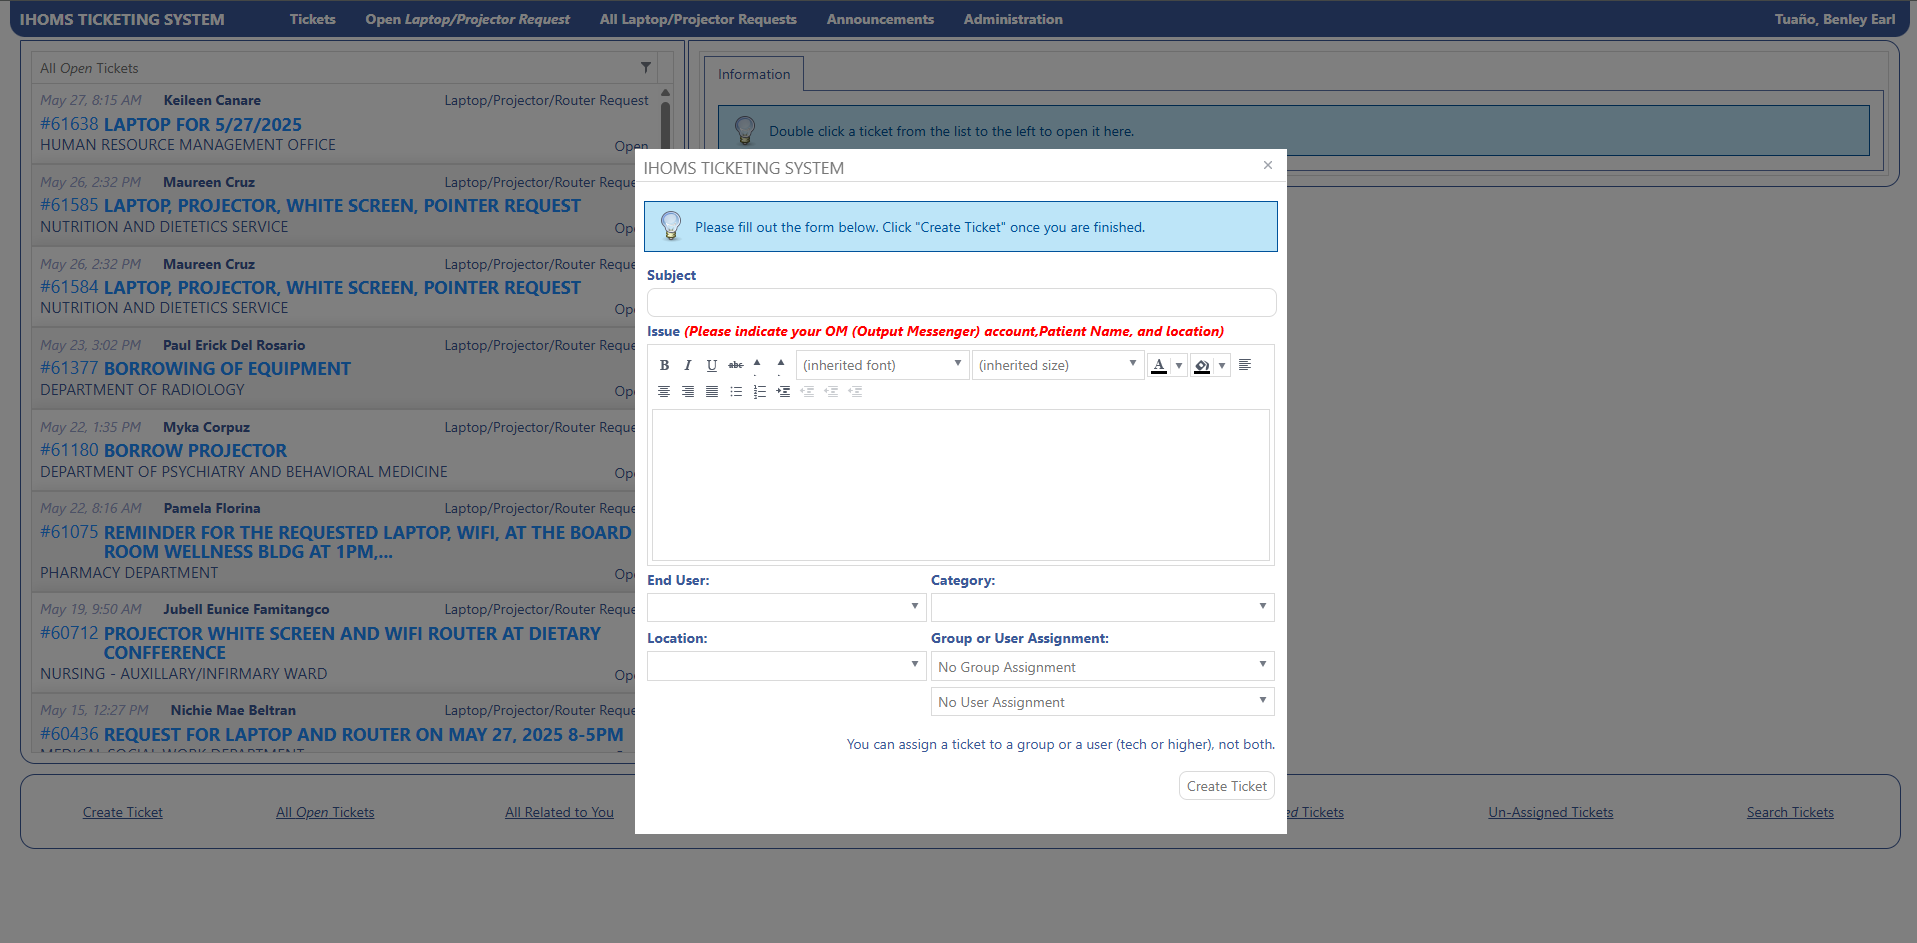 IHOMS TICKETING SYSTEM Tickets Open Laptop/Projector Request All Laptop/Projector Requests Announcements Administration Tuaño, Benley Earl
All Open Tickets
May 27, 8:15 AM Keileen Canare Laptop/Projector/Router Request
#61638 LAPTOP FOR 5/27/2025
HUMAN RESOURCE MANAGEMENT OFFICE Open
May 26, 2:32 PM Maureen Cruz Laptop/Projector/Router Reque
#61585 LAPTOP, PROJECTOR, WHITE SCREEN, POINTER REQUEST
NUTRITION AND DIETETICS SERVICE Op
May 26, 2:32 PM Maureen Cruz Laptop/Projector/Router Reque
#61584 LAPTOP, PROJECTOR, WHITE SCREEN, POINTER REQUEST
NUTRITION AND DIETETICS SERVICE Op
May 23, 3:02 PM Paul Erick Del Rosario Laptop/Projector/Router Reque
#61377 BORROWING OF EQUIPMENT
DEPARTMENT OF RADIOLOGY Op
May 22, 1:35 PM Myka Corpuz Laptop/Projector/Router Reque
#61180 BORROW PROJECTOR
DEPARTMENT OF PSYCHIATRY AND BEHAVIORAL MEDICINE Op
May 22, 8:16 AM Pamela Florina Laptop/Projector/Router Reque
#61075 REMINDER FOR THE REQUESTED LAPTOP, WIFI, AT THE BOARD
ROOM WELLNESS BLDG AT 1PM,...
PHARMACY DEPARTMENT Op
May 19, 9:50 AM Jubell Eunice Famitangco Laptop/Projector/Router Reque
#60712 PROJECTOR WHITE SCREEN AND WIFI ROUTER AT DIETARY
CONFFERENCE
NURSING - AUXILLARY/INFIRMARY WARD Op
May 15, 12:27 PM Nichie Mae Beltran Laptop/Projector/Router Reque
#60436 REQUEST FOR LAPTOP AND ROUTER ON MAY 27, 2025 8-5PM
MEDICAL SOCIAL WORK DEPARTMENT
Information
Double click a ticket from the list to the left to open it here.
IHOMS TICKETING SYSTEM ×
Please fill out the form below. Click "Create Ticket" once you are finished.
Subject
Issue (Please indicate your OM (Output Messenger) account,Patient Name, and location)
B I U abc (inherited font) (inherited size) A
End User: Category:
Location: Group or User Assignment:
No Group Assignment
No User Assignment
You can assign a ticket to a group or a user (tech or higher), not both.
Create Ticket
Create Ticket All Open Tickets All Related to You ed Tickets Un-Assigned Tickets Search Tickets